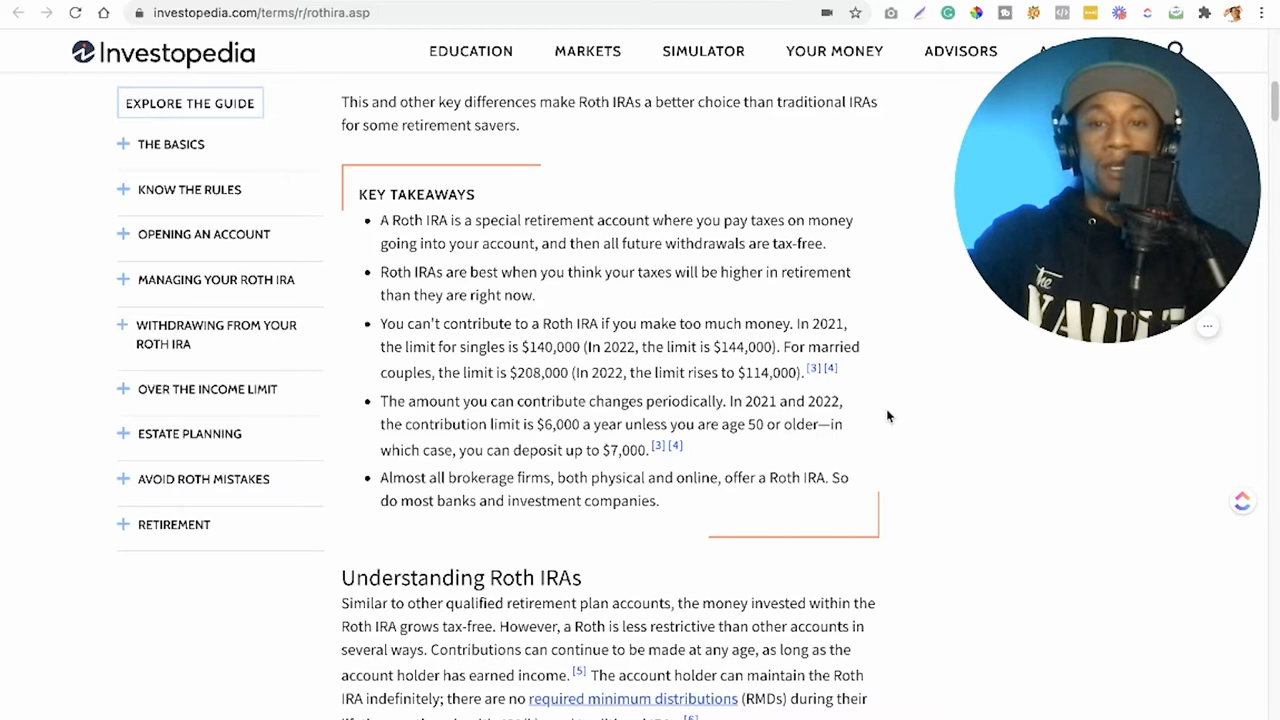 investopedia.com/terms/r/rothira.asp
Investopedia
EDUCATION MARKETS SIMULATOR YOUR MONEY ADVISORS
EXPLORE THE GUIDE
+ THE BASICS
+ KNOW THE RULES
+ OPENING AN ACCOUNT
+ MANAGING YOUR ROTH IRA
+ WITHDRAWING FROM YOUR
ROTH IRA
+ OVER THE INCOME LIMIT
+ ESTATE PLANNING
+ AVOID ROTH MISTAKES
+ RETIREMENT
This and other key differences make Roth IRAs a better choice than traditional IRAs
for some retirement savers.
KEY TAKEAWAYS
• A Roth IRA is a special retirement account where you pay taxes on money
going into your account, and then all future withdrawals are tax-free.
• Roth IRAs are best when you think your taxes will be higher in retirement
than they are right now.
• You can't contribute to a Roth IRA if you make too much money. In 2021,
the limit for singles is $140,000 (In 2022, the limit is $144,000). For married
couples, the limit is $208,000 (In 2022, the limit rises to $114,000). [3] [4]
• The amount you can contribute changes periodically. In 2021 and 2022,
the contribution limit is $6,000 a year unless you are age 50 or older—in
which case, you can deposit up to $7,000. [3] [4]
• Almost all brokerage firms, both physical and online, offer a Roth IRA. So
do most banks and investment companies.
Understanding Roth IRAs
Similar to other qualified retirement plan accounts, the money invested within the
Roth IRA grows tax-free. However, a Roth is less restrictive than other accounts in
several ways. Contributions can continue to be made at any age, as long as the
account holder has earned income. [5] The account holder can maintain the Roth
IRA indefinitely; there are no required minimum distributions (RMDs) during their
the
VAULT